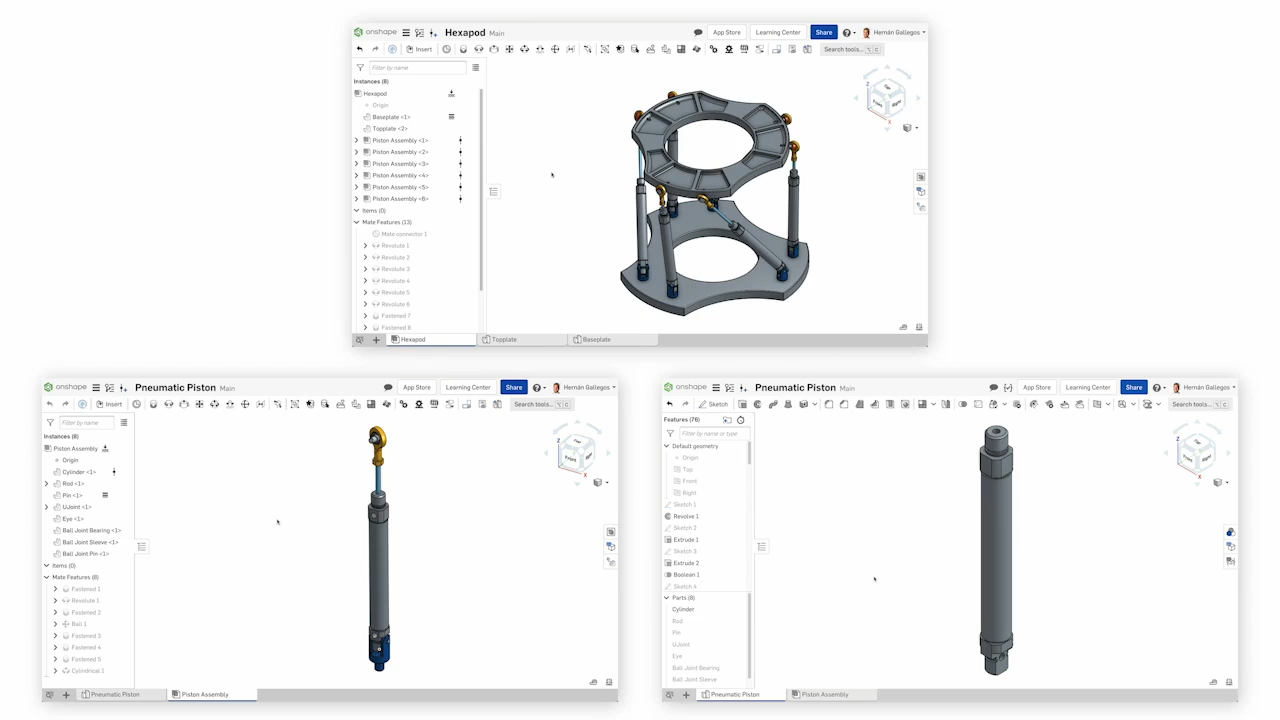 onshape Hexapod Main App Store Learning Center Share Hernán Gallegos
Insert Search tools...
Filter by name
Instances (8)
Hexapod
Origin
Baseplate <1>
Topplate <2>
Piston Assembly <1>
Piston Assembly <2>
Piston Assembly <3>
Piston Assembly <4>
Piston Assembly <5>
Piston Assembly <6>
Items (0)
Mate Features (13)
Mate connector 1
Revolute 1
Revolute 2
Revolute 3
Revolute 4
Revolute 5
Revolute 6
Fastened 7
Fastened 8
Hexapod Topplate Baseplate
Top
Front Right
Z
X
onshape Pneumatic Piston Main App Store Learning Center Share Hernán Gallegos
Insert Search tools...
Filter by name
Instances (8)
Piston Assembly
Origin
Cylinder <1>
Rod <1>
Pin <1>
UJoint <1>
Eye <1>
Ball Joint Bearing <1>
Ball Joint Sleeve <1>
Ball Joint Pin <1>
Items (0)
Mate Features (8)
Fastened 1
Revolute 1
Fastened 2
Ball 1
Fastened 3
Fastened 4
Fastened 5
Cylindrical 1
Pneumatic Piston Piston Assembly
Top
Front Right
Z
X
onshape Pneumatic Piston Main App Store Learning Center Share Hernán Gallegos
Sketch Search tools...
Features (76)
Filter by name or type
Default geometry
Origin
Top
Front
Right
Sketch 1
Revolve 1
Sketch 2
Extrude 1
Sketch 3
Extrude 2
Boolean 1
Sketch 4
Parts (8)
Cylinder
Rod
Pin
UJoint
Eye
Ball Joint Bearing
Ball Joint Sleeve
Pneumatic Piston Piston Assembly
Top
Front Right
Z
X